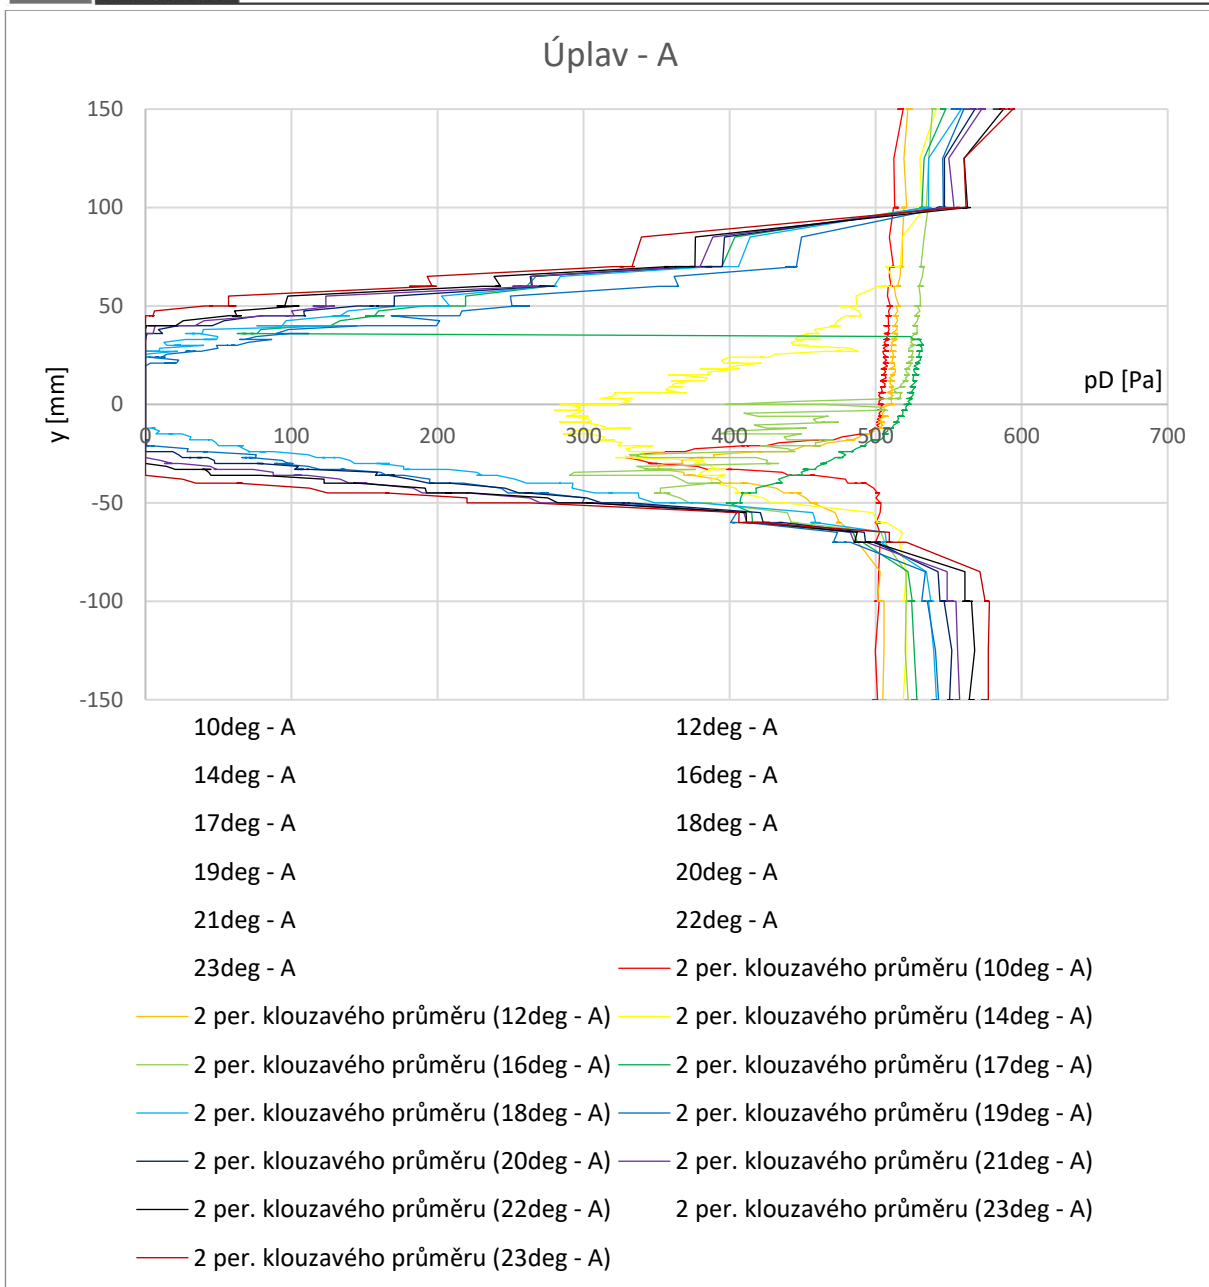 Úplav - A
150
100
50
0
-50
-100
-150
y [mm]
pD [Pa]
0 100 200 300 400 500 600 700
10deg - A 12deg - A
14deg - A 16deg - A
17deg - A 18deg - A
19deg - A 20deg - A
21deg - A 22deg - A
23deg - A 2 per. klouzavého průměru (10deg - A)
2 per. klouzavého průměru (12deg - A) 2 per. klouzavého průměru (14deg - A)
2 per. klouzavého průměru (16deg - A) 2 per. klouzavého průměru (17deg - A)
2 per. klouzavého průměru (18deg - A) 2 per. klouzavého průměru (19deg - A)
2 per. klouzavého průměru (20deg - A) 2 per. klouzavého průměru (21deg - A)
2 per. klouzavého průměru (22deg - A) 2 per. klouzavého průměru (23deg - A)
2 per. klouzavého průměru (23deg - A)